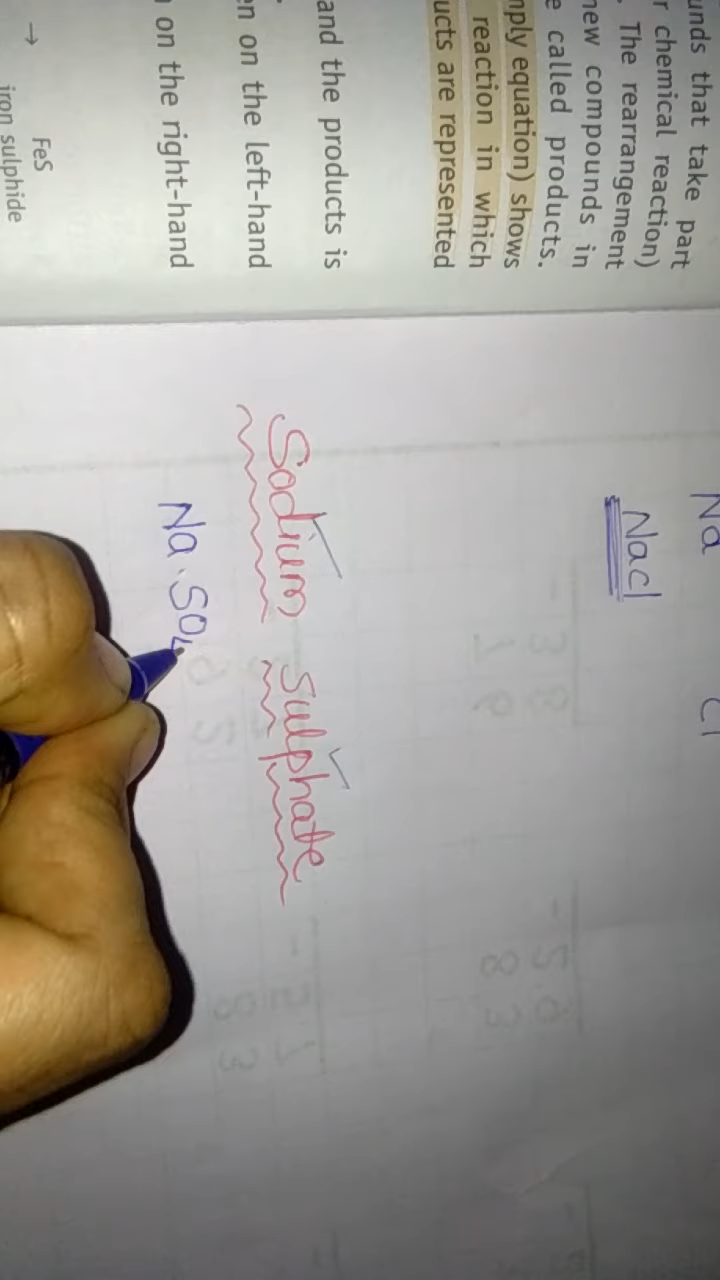 unds that take part
r chemical reaction)
. The rearrangement
new compounds in
e called products.
mply equation) shows
reaction in which
ucts are represented
and the products is
en on the left-hand
on the right-hand
→ FeS
iron sulphide
Na Cl
Nacl
Sodium Sulphate
Na SO4